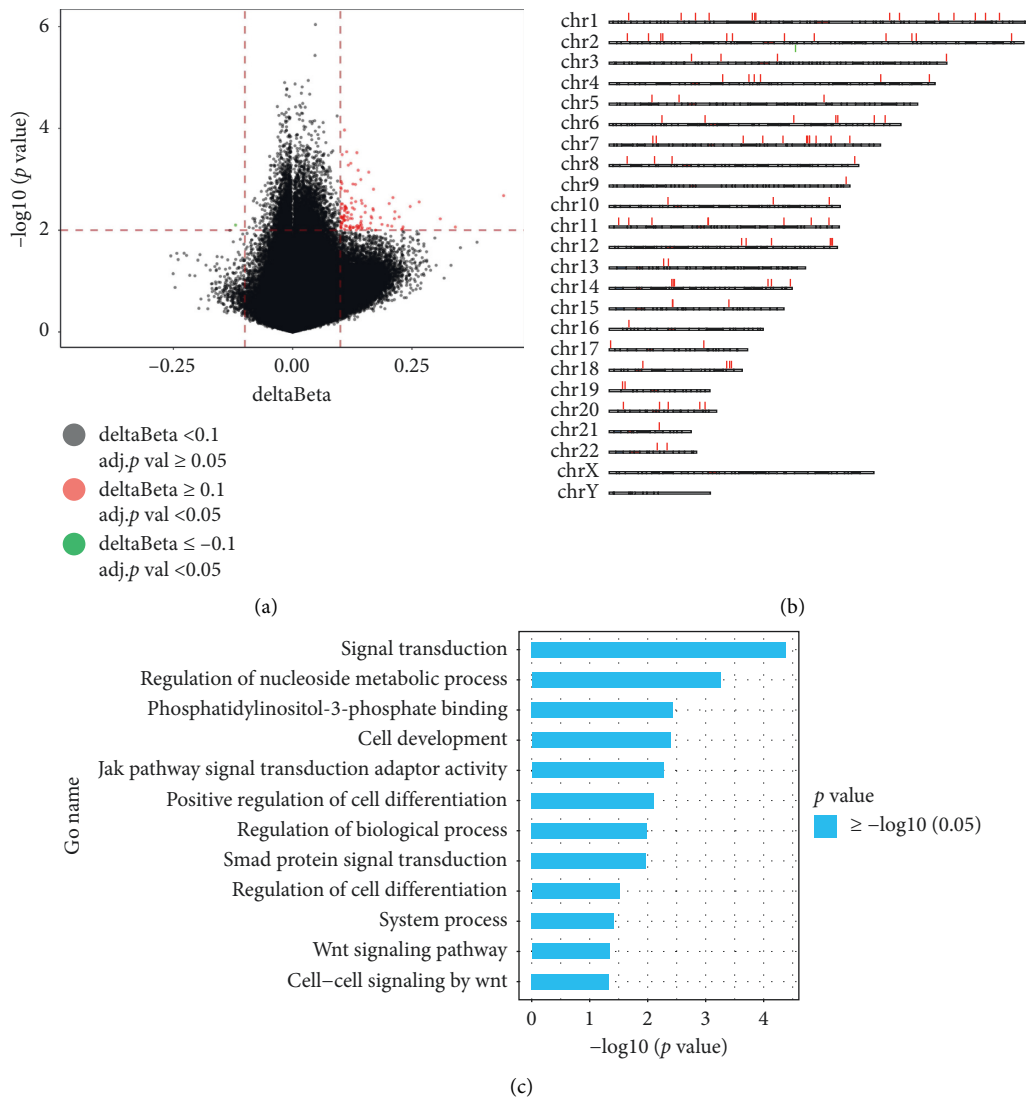 6
4
2
0
−log10 (p value)
−0.25
0.00
0.25
deltaBeta
deltaBeta <0.1
adj.p val ≥ 0.05
deltaBeta ≥ 0.1
adj.p val <0.05
deltaBeta ≤ −0.1
adj.p val <0.05
(a)
chr1
chr2
chr3
chr4
chr5
chr6
chr7
chr8
chr9
chr10
chr11
chr12
chr13
chr14
chr15
chr16
chr17
chr18
chr19
chr20
chr21
chr22
chrX
chrY
(b)
Go name
Signal transduction
Regulation of nucleoside metabolic process
Phosphatidylinositol-3-phosphate binding
Cell development
Jak pathway signal transduction adaptor activity
Positive regulation of cell differentiation
Regulation of biological process
Smad protein signal transduction
Regulation of cell differentiation
System process
Wnt signaling pathway
Cell−cell signaling by wnt
0 1 2 3 4
−log10 (p value)
p value
≥ −log10 (0.05)
(c)